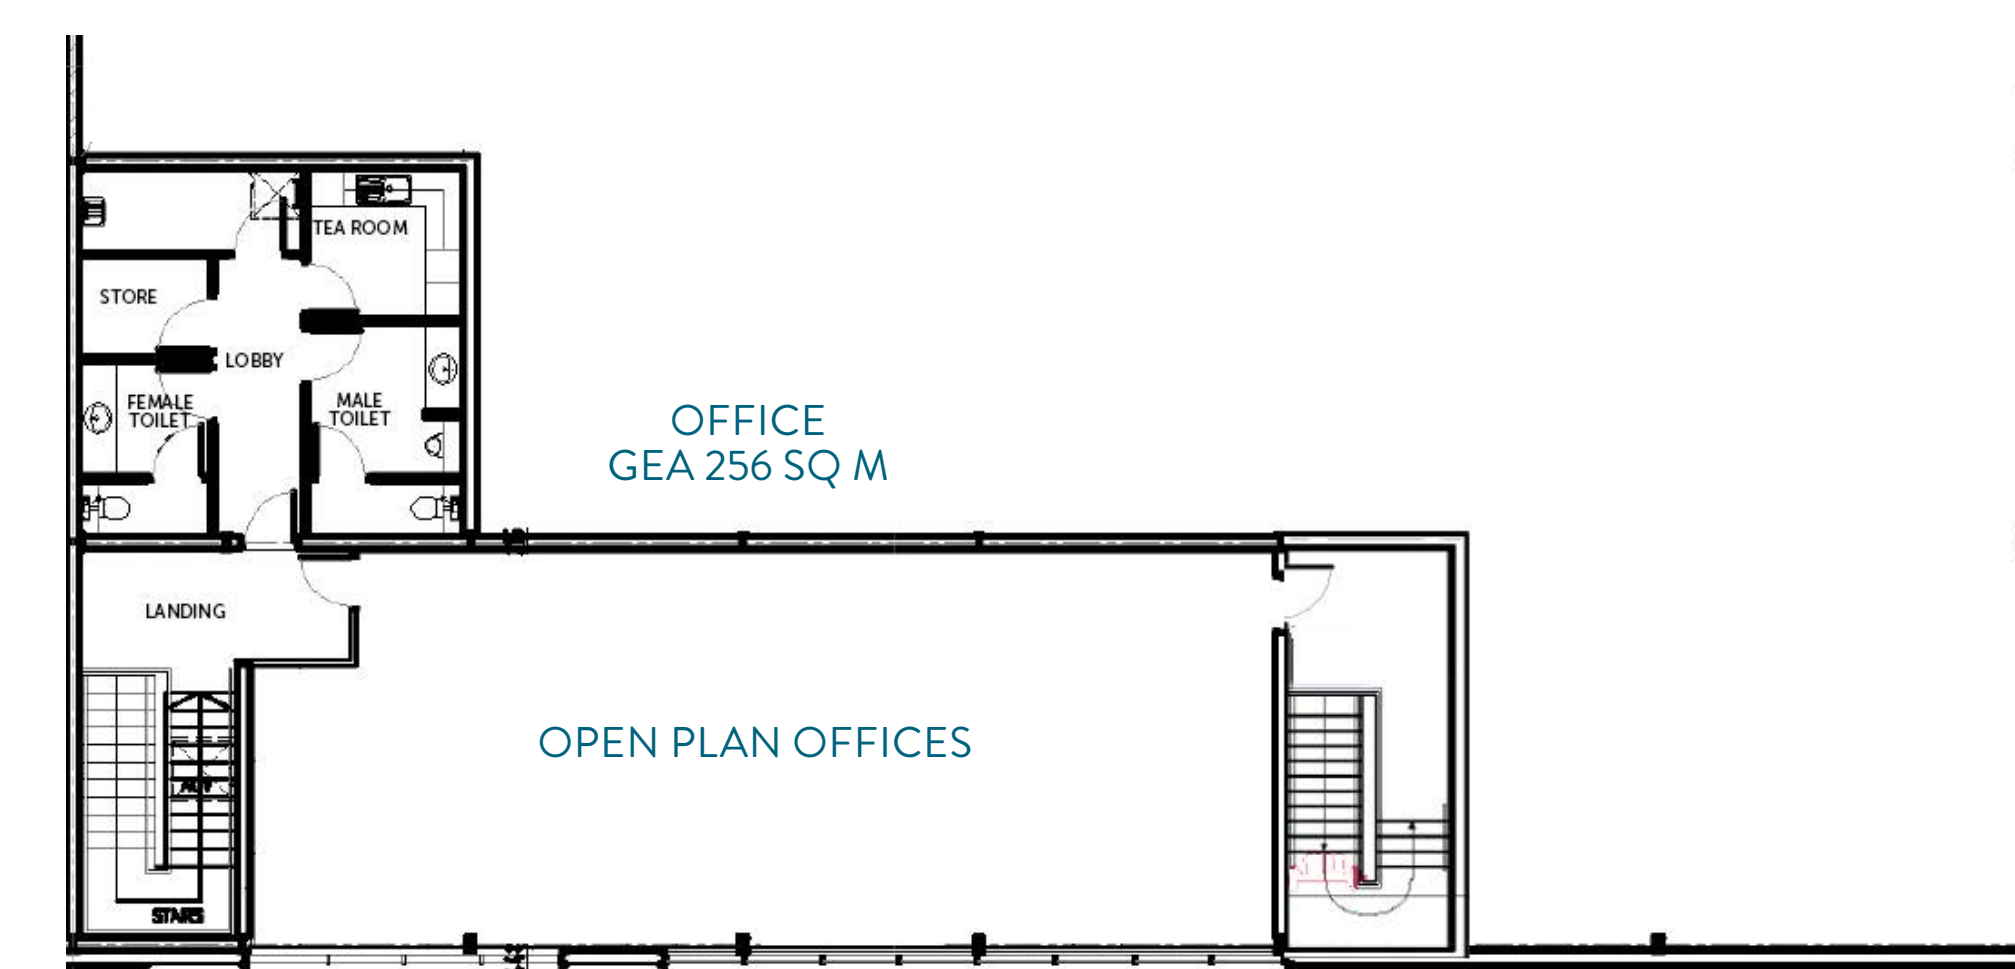 TEA ROOM
STORE
LOBBY
FEMALE
TOILET
MALE
TOILET
OFFICE
GEA 256 SQ M
LANDING
OPEN PLAN OFFICES
STAIRS